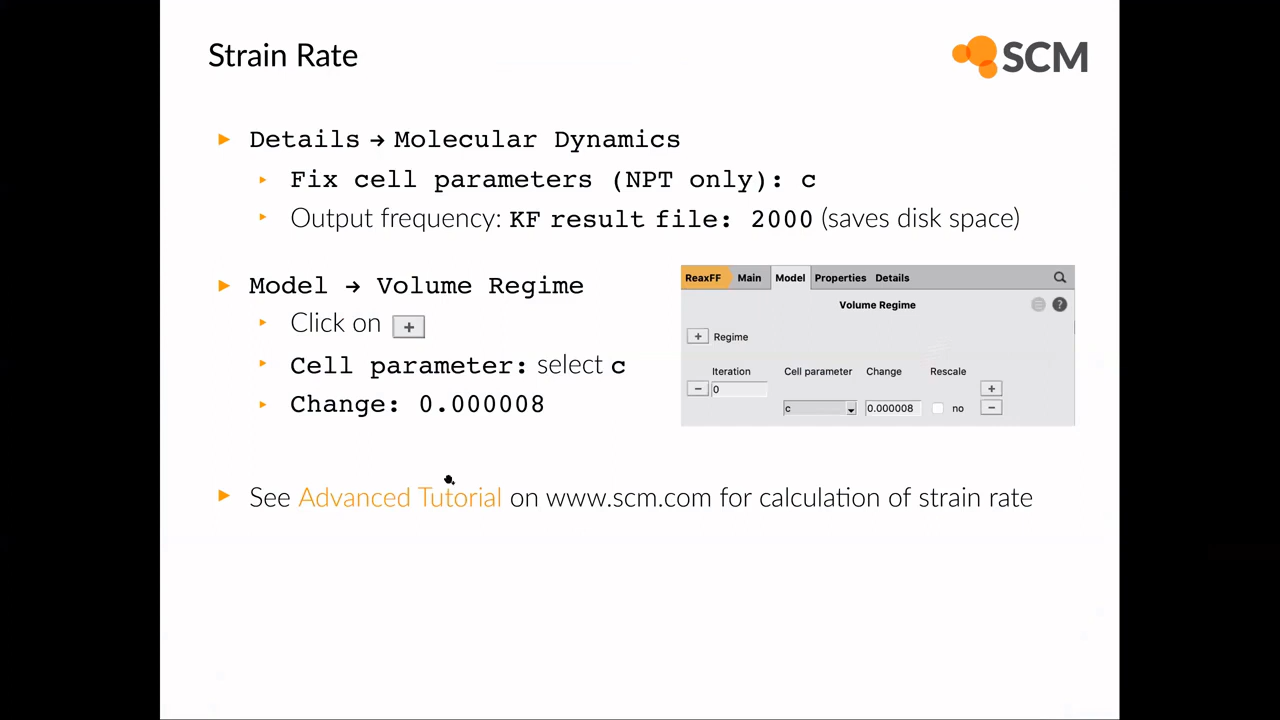 Strain Rate
SCM
Details → Molecular Dynamics
Fix cell parameters (NPT only): c
Output frequency: KF result file: 2000 (saves disk space)
Model → Volume Regime
Click on +
Cell parameter: select c
Change: 0.000008
ReaxFF Main Model Properties Details
Volume Regime ?
+ Regime
Iteration Cell parameter Change Rescale
− 0 +
c 0.000008 no −
See Advanced Tutorial on www.scm.com for calculation of strain rate